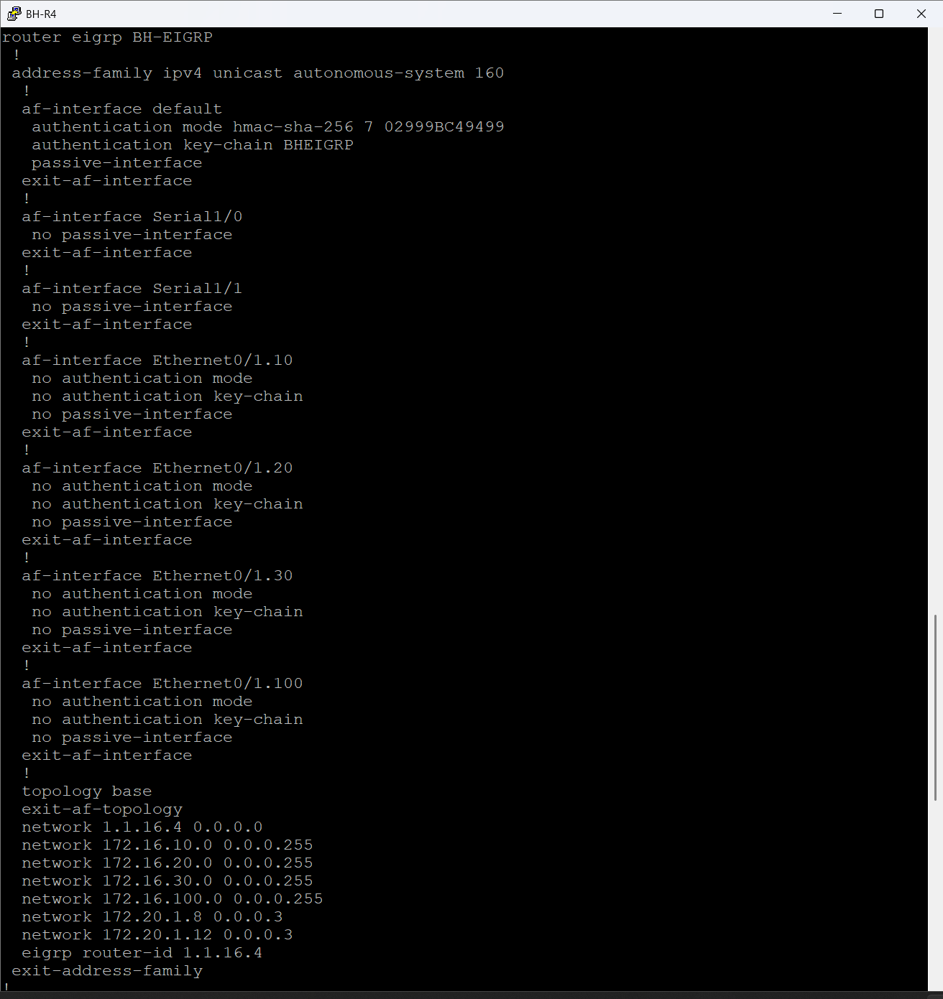 BH-R4
router eigrp BH-EIGRP
!
address-family ipv4 unicast autonomous-system 160
!
af-interface default
authentication mode hmac-sha-256 7 02999BC49499
authentication key-chain BHEIGRP
passive-interface
exit-af-interface
!
af-interface Serial1/0
no passive-interface
exit-af-interface
!
af-interface Serial1/1
no passive-interface
exit-af-interface
!
af-interface Ethernet0/1.10
no authentication mode
no authentication key-chain
no passive-interface
exit-af-interface
!
af-interface Ethernet0/1.20
no authentication mode
no authentication key-chain
no passive-interface
exit-af-interface
!
af-interface Ethernet0/1.30
no authentication mode
no authentication key-chain
no passive-interface
exit-af-interface
!
af-interface Ethernet0/1.100
no authentication mode
no authentication key-chain
no passive-interface
exit-af-interface
!
topology base
exit-af-topology
network 1.1.16.4 0.0.0.0
network 172.16.10.0 0.0.0.255
network 172.16.20.0 0.0.0.255
network 172.16.30.0 0.0.0.255
network 172.16.100.0 0.0.0.255
network 172.20.1.8 0.0.0.3
network 172.20.1.12 0.0.0.3
eigrp router-id 1.1.16.4
exit-address-family
!